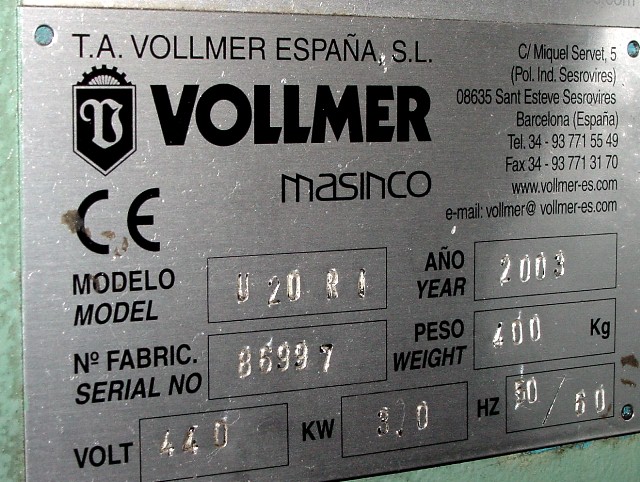 T.A. VOLLMER ESPAÑA, S.L.
VOLLMER
masinco
C/ Miquel Servet, 5
(Pol. Ind. Sesrovires)
08635 Sant Esteve Sesrovires
Barcelona (España)
Tel. 34 - 93 771 55 49
Fax 34 - 93 771 31 70
www.vollmer-es.com
e-mail: vollmer@ vollmer-es.com
CE
MODELO
MODEL
U 20 R1
AÑO
YEAR
2003
Nº FABRIC.
SERIAL NO
86997
PESO
WEIGHT
400 Kg
VOLT 440 KW 3,0 HZ 50/60